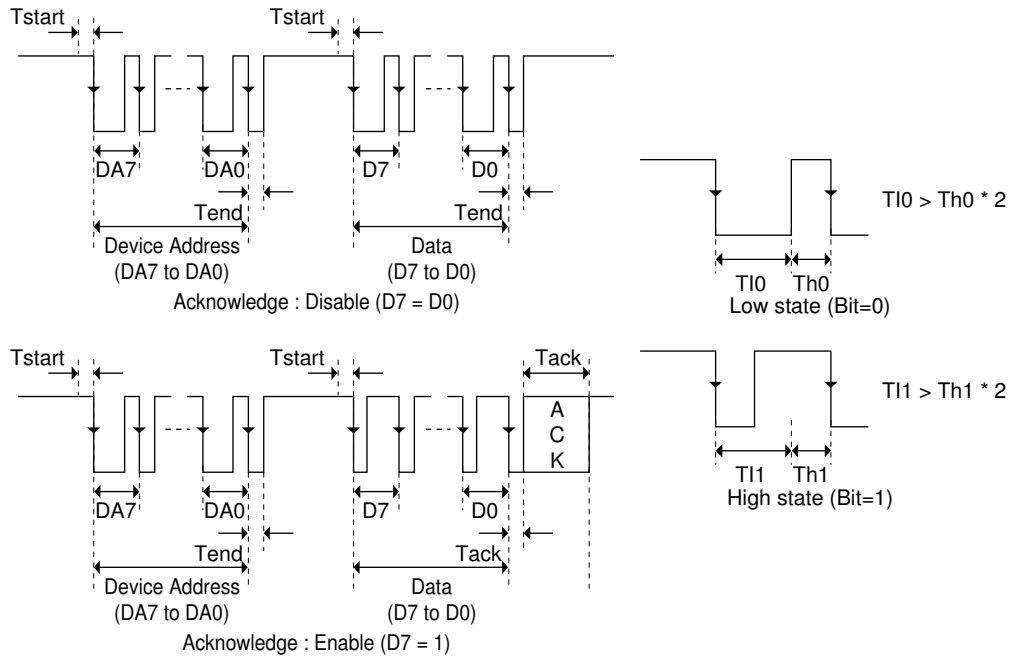 Tstart
Tstart
DA7
DA0
D7
D0
Tend
Tend
Device Address
(DA7 to DA0)
Data
(D7 to D0)
Acknowledge : Disable (D7 = D0)
TI0
Th0
TI0 > Th0 * 2
Low state (Bit=0)
Tstart
Tstart
Tack
A
C
K
DA7
DA0
D7
D0
Tend
Tack
Device Address
(DA7 to DA0)
Data
(D7 to D0)
Acknowledge : Enable (D7 = 1)
TI1
Th1
TI1 > Th1 * 2
High state (Bit=1)